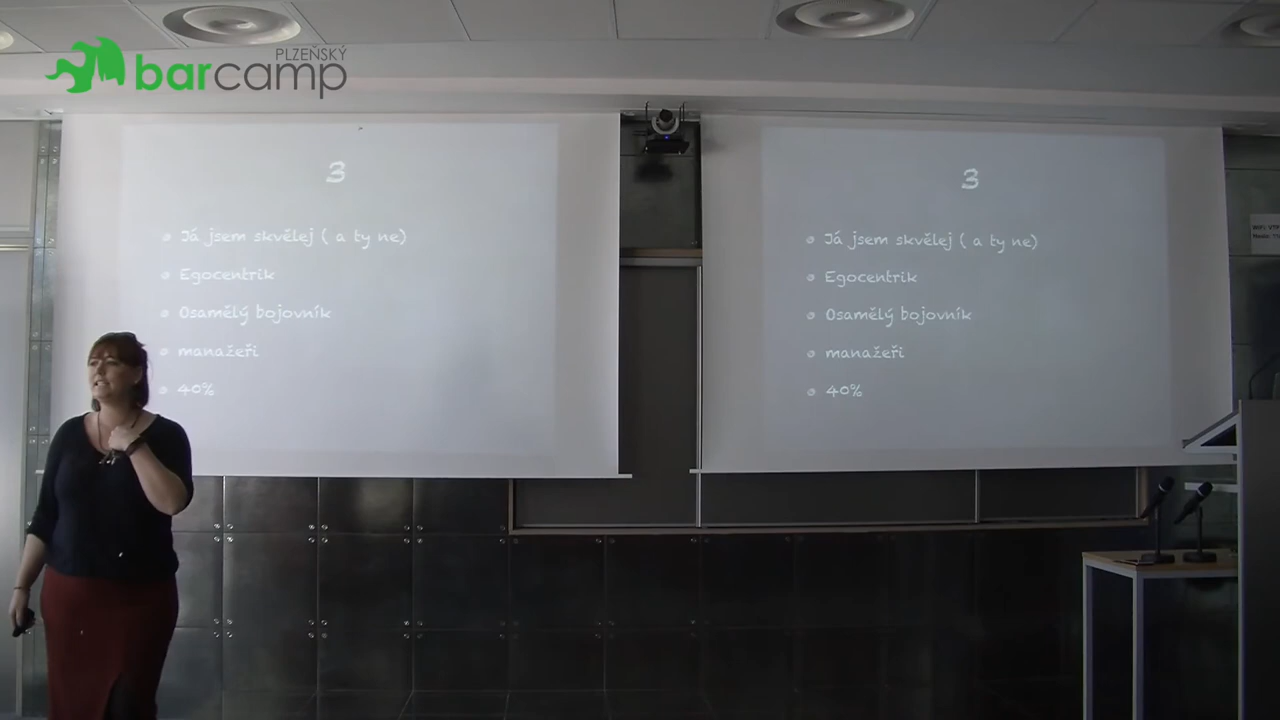 PLZEŇSKÝ
barcamp
3
Já jsem skvělej ( a ty ne)
Egocentrik
Osamělý bojovník
manažeři
40%
3
Já jsem skvělej ( a ty ne)
Egocentrik
Osamělý bojovník
manažeři
40%